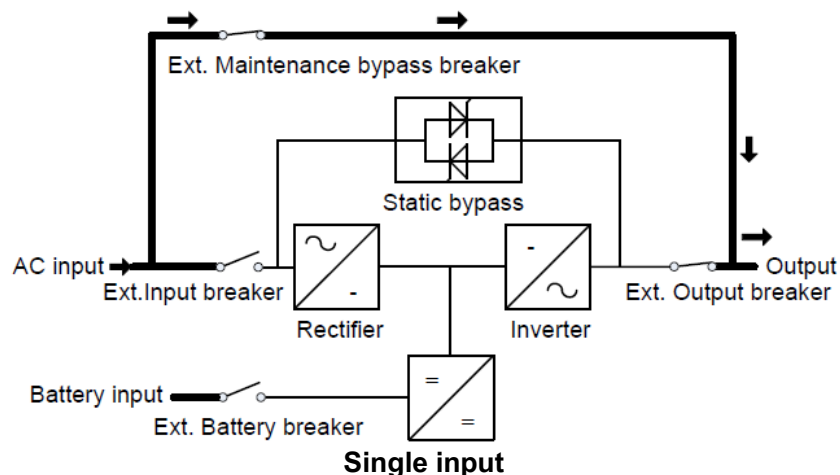 Ext. Maintenance bypass breaker
Static bypass
AC input
Output
Ext.Input breaker
Ext. Output breaker
Rectifier
Inverter
Battery input
Ext. Battery breaker
Single input